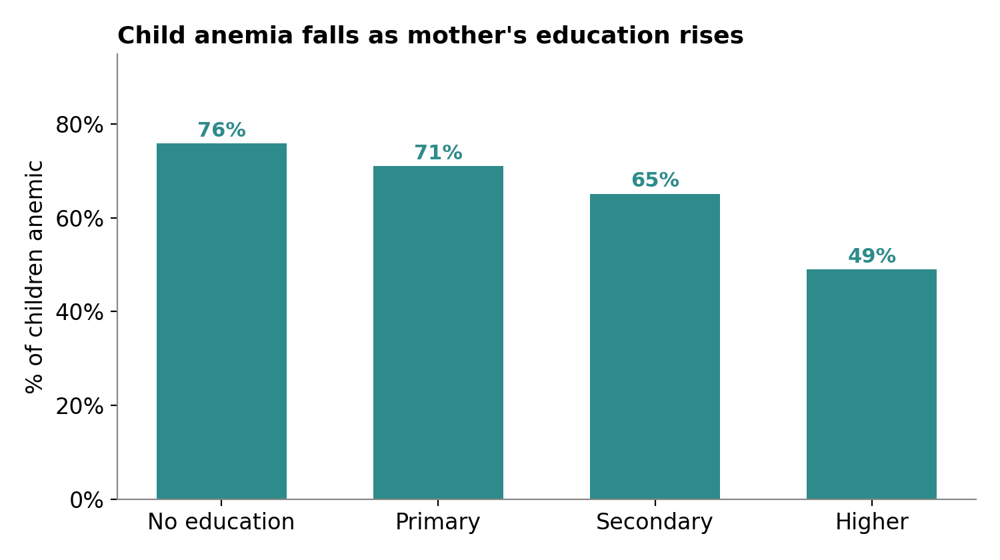 Child anemia falls as mother's education rises
% of children anemic
80%
60%
40%
20%
0%
76%
71%
65%
49%
No education
Primary
Secondary
Higher